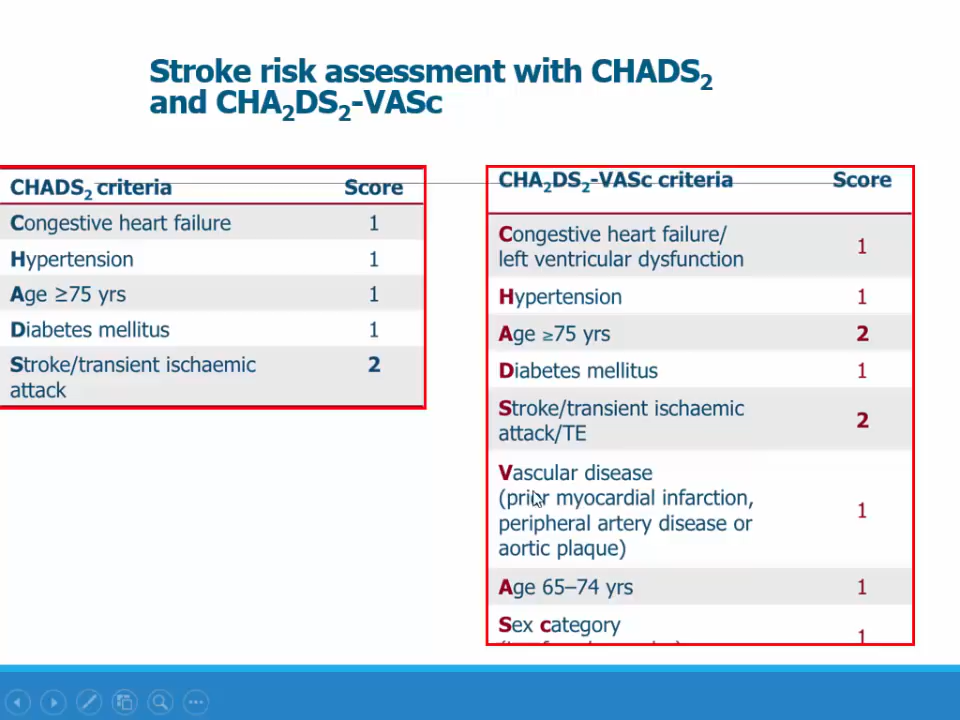 Stroke risk assessment with CHADS₂
and CHA₂DS₂-VASc
CHADS₂ criteria Score
Congestive heart failure 1
Hypertension 1
Age ≥75 yrs 1
Diabetes mellitus 1
Stroke/transient ischaemic
attack 2
CHA₂DS₂-VASc criteria Score
Congestive heart failure/
left ventricular dysfunction 1
Hypertension 1
Age ≥75 yrs 2
Diabetes mellitus 1
Stroke/transient ischaemic
attack/TE 2
Vascular disease
(prior myocardial infarction,
peripheral artery disease or
aortic plaque) 1
Age 65–74 yrs 1
Sex category 1